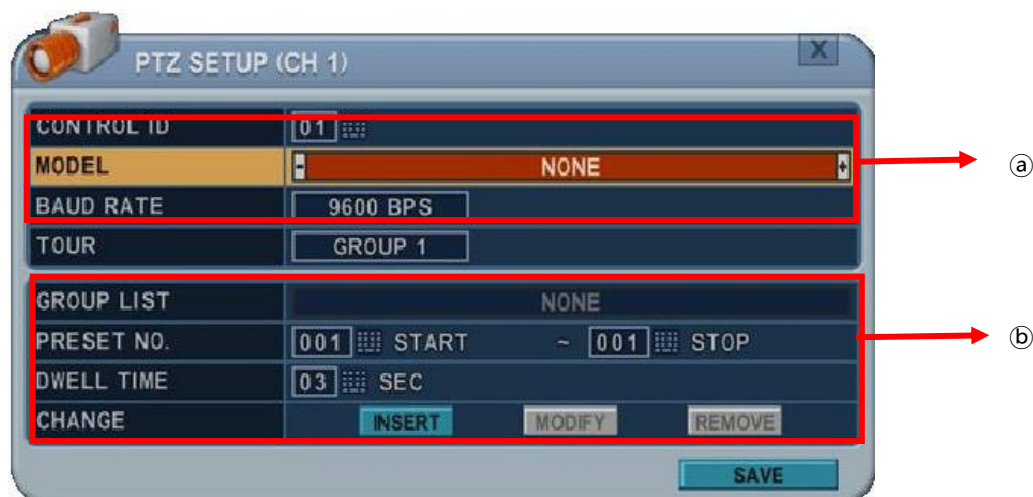 PTZ SETUP (CH 1) X
CONTROL ID 01
MODEL - NONE +
ⓐ
BAUD RATE 9600 BPS
TOUR GROUP 1
GROUP LIST NONE
PRESET NO. 001 START ~ 001 STOP
ⓑ
DWELL TIME 03 SEC
CHANGE INSERT MODIFY REMOVE
SAVE